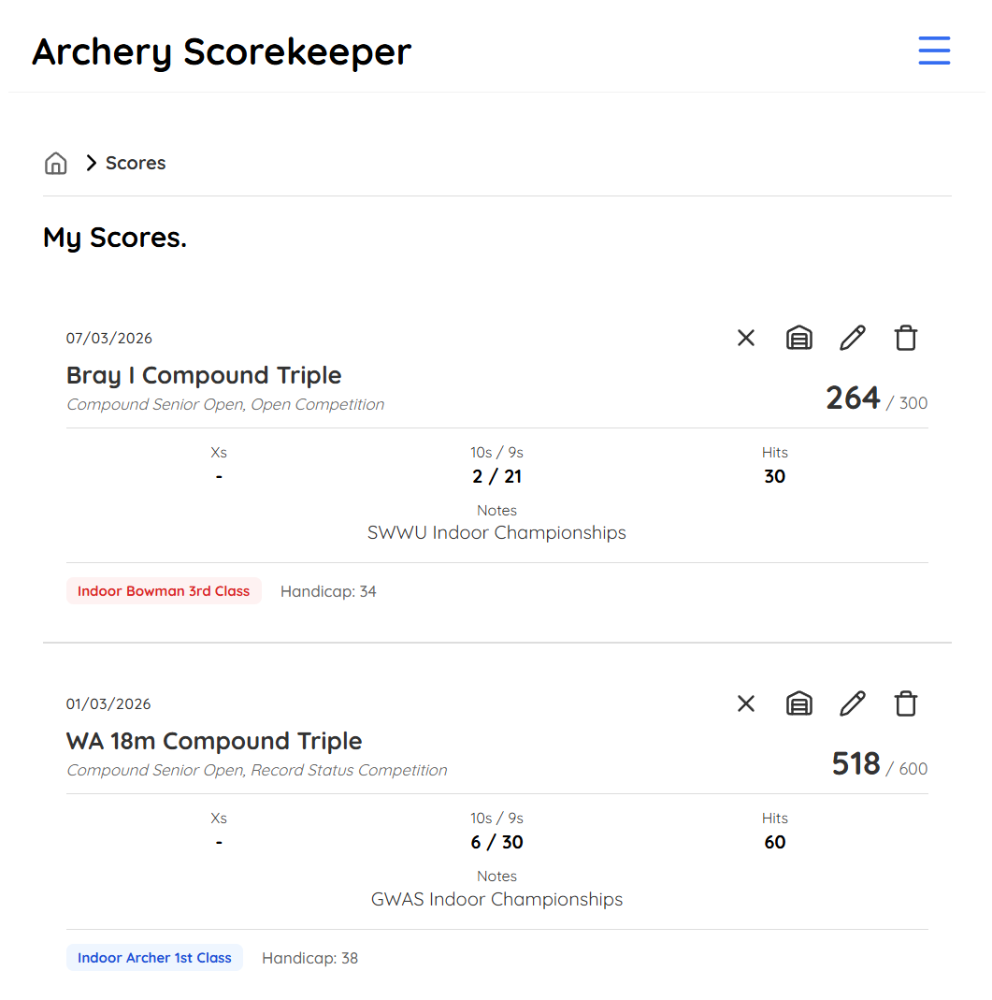 Archery Scorekeeper
Scores
My Scores.
07/03/2026
Bray I Compound Triple
Compound Senior Open, Open Competition
264 / 300
Xs 10s / 9s Hits
- 2 / 21 30
Notes
SWWU Indoor Championships
Indoor Bowman 3rd Class Handicap: 34
01/03/2026
WA 18m Compound Triple
Compound Senior Open, Record Status Competition
518 / 600
Xs 10s / 9s Hits
- 6 / 30 60
Notes
GWAS Indoor Championships
Indoor Archer 1st Class Handicap: 38